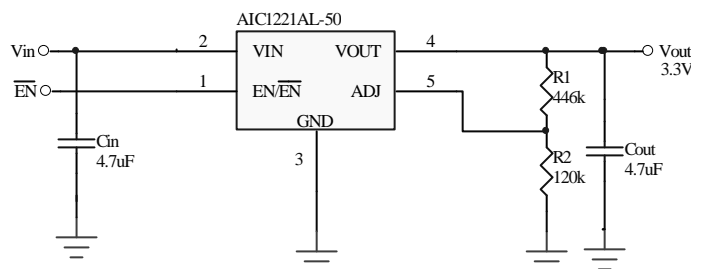 AIC1221AL-50
Vin
2
VIN
VOUT
4
Vout
3.3V
EN
1
EN/EN
ADJ
5
R1
446k
GND
3
Cin
4.7uF
R2
120k
Cout
4.7uF